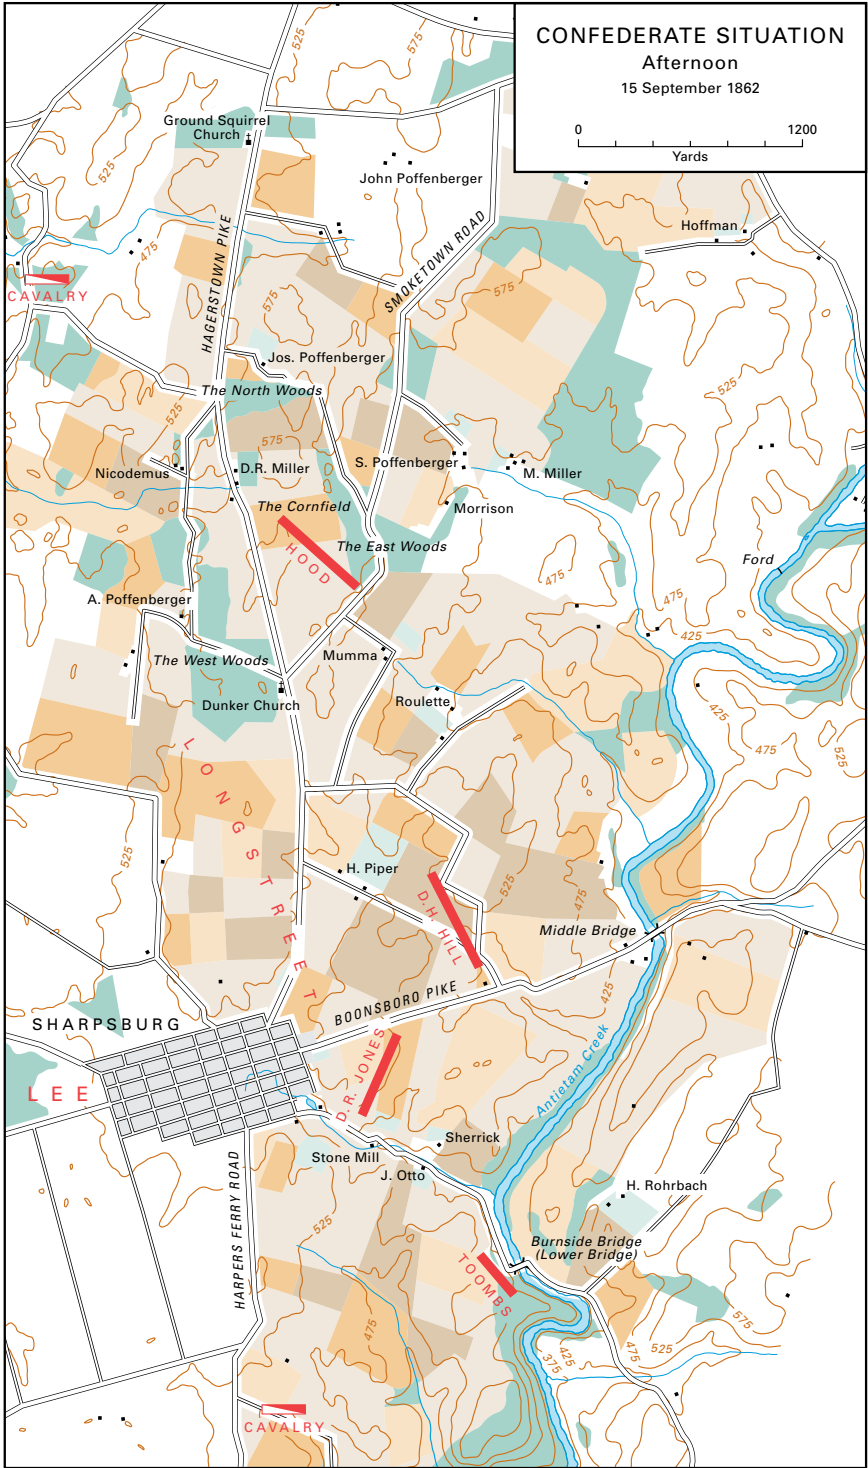 CONFEDERATE SITUATION
Afternoon
15 September 1862
0
1200
Yards
525
575
Ground Squirrel
Church
525
John Poffenberger
HAGERSTOWN PIKE
SMOKETOWN ROAD
Hoffman
475
CAVALRY
575
575
Jos. Poffenberger
The North Woods
525
525
575
Nicodemus
D.R. Miller
S. Poffenberger
M. Miller
The Cornfield
Morrison
HOOD
The East Woods
Ford
475
475
A. Poffenberger
425
The West Woods
Mumma
Dunker Church
Roulette
425
475
525
LONGSTREET
525
H. Piper
D.H. HILL
525
475
Middle Bridge
BOONSBORO PIKE
425
SHARPSBURG
LEE
D.R. JONES
Antietam Creek
Sherrick
Stone Mill
J. Otto
HARPERS FERRY ROAD
H. Rohrbach
525
Burnside Bridge
(Lower Bridge)
TOOMBS
475
575
475
525
425
375
CAVALRY